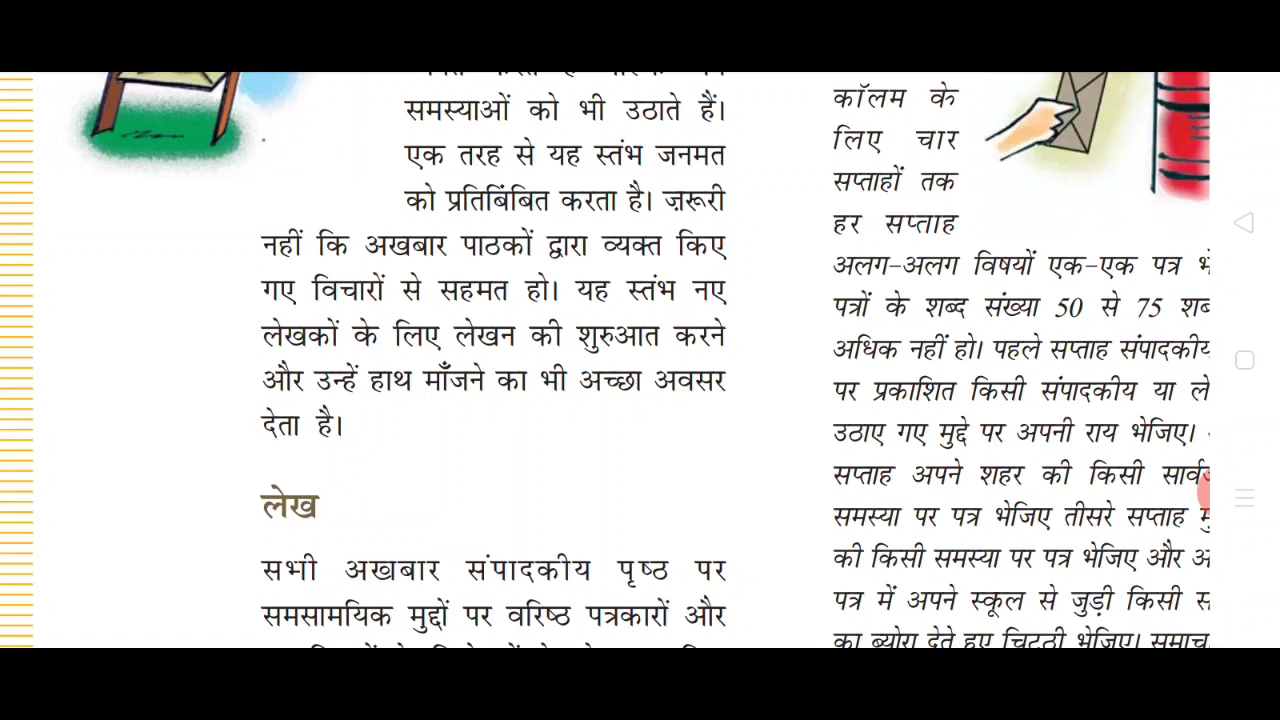 समस्याओं को भी उठाते हैं।
एक तरह से यह स्तंभ जनमत
को प्रतिबिंबित करता है। ज़रूरी
नहीं कि अखबार पाठकों द्वारा व्यक्त किए
गए विचारों से सहमत हो। यह स्तंभ नए
लेखकों के लिए लेखन की शुरुआत करने
और उन्हें हाथ माँजने का भी अच्छा अवसर
देता है।
लेख
सभी अखबार संपादकीय पृष्ठ पर
समसामयिक मुद्दों पर वरिष्ठ पत्रकारों और
कॉलम के
लिए चार
सप्ताहों तक
हर सप्ताह
अलग-अलग विषयों एक-एक पत्र
पत्रों के शब्द संख्या 50 से 75
अधिक नहीं हो। पहले सप्ताह संपादकीय
पर प्रकाशित किसी संपादकीय या
उठाए गए मुद्दे पर अपनी राय भेजिए।
सप्ताह अपने शहर की किसी
समस्या पर पत्र भेजिए तीसरे सप्ताह
की किसी समस्या पर पत्र भेजिए और
पत्र में अपने स्कूल से जुड़ी किसी
का ब्योरा देते हुए चिट्ठी भेजिए।